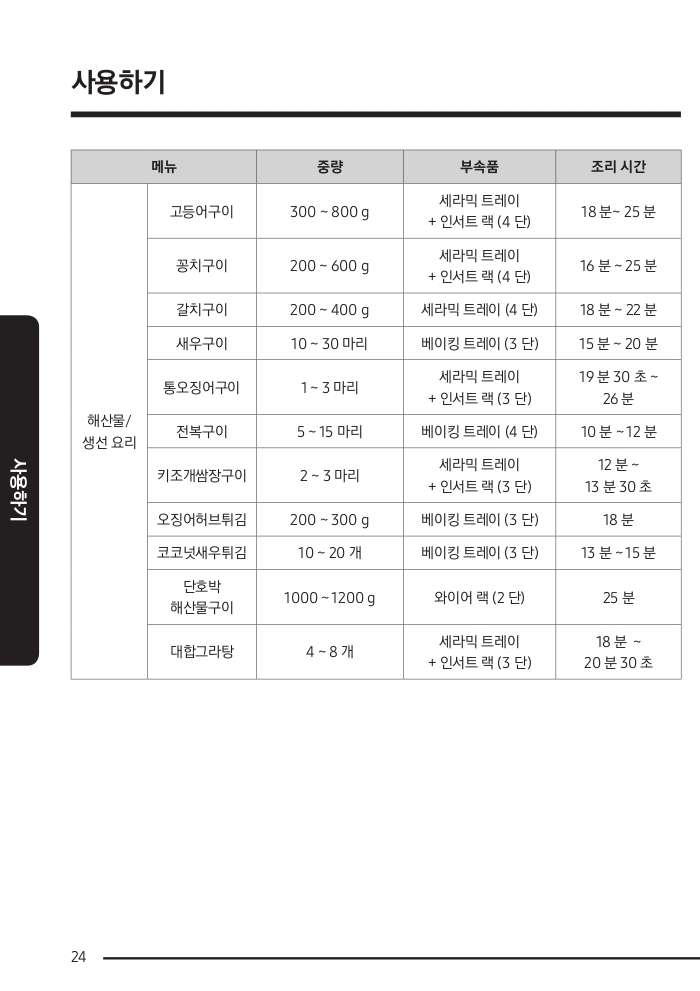 사용하기
메뉴 중량 부속품 조리 시간
해산물/
생선 요리
고등어구이 300 ~ 800 g 세라믹 트레이
+ 인서트 랙 (4 단) 18 분~ 25 분
꽁치구이 200 ~ 600 g 세라믹 트레이
+ 인서트 랙 (4 단) 16 분 ~ 25 분
갈치구이 200 ~ 400 g 세라믹 트레이 (4 단) 18 분 ~ 22 분
새우구이 10 ~ 30 마리 베이킹 트레이 (3 단) 15 분 ~ 20 분
통오징어구이 1 ~ 3 마리 세라믹 트레이
+ 인서트 랙 (3 단) 19 분 30 초 ~
26 분
전복구이 5 ~ 15 마리 베이킹 트레이 (4 단) 10 분 ~ 12 분
키조개쌈장구이 2 ~ 3 마리 세라믹 트레이
+ 인서트 랙 (3 단) 12 분 ~
13 분 30 초
오징어허브튀김 200 ~ 300 g 베이킹 트레이 (3 단) 18 분
코코넛새우튀김 10 ~ 20 개 베이킹 트레이 (3 단) 13 분 ~ 15 분
단호박
해산물구이 1000 ~ 1200 g 와이어 랙 (2 단) 25 분
대합그라탕 4 ~ 8 개 세라믹 트레이
+ 인서트 랙 (3 단) 18 분 ~
20 분 30 초
사용하기
24